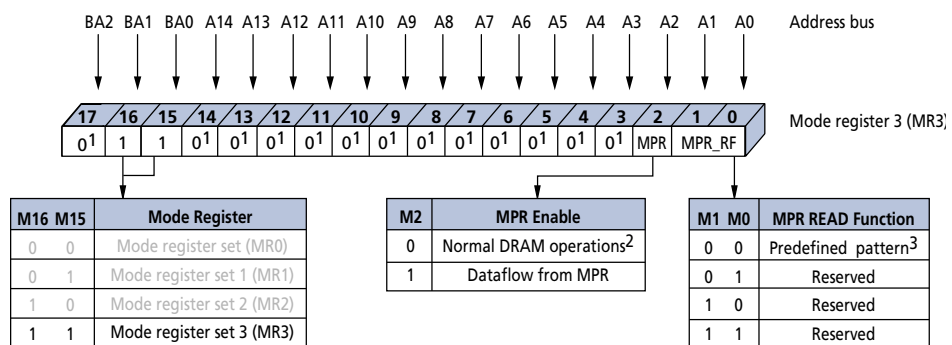 BA2 BA1 BA0 A14 A13 A12 A11 A10 A9 A8 A7 A6 A5 A4 A3 A2 A1 A0 Address bus
17 16 15 14 13 12 11 10 9 8 7 6 5 4 3 2 1 0 Mode register 3 (MR3)
0¹ 1 1 0¹ 0¹ 0¹ 0¹ 0¹ 0¹ 0¹ 0¹ 0¹ 0¹ 0¹ 0¹ MPR MPR_RF
M16 M15 Mode Register
0 0 Mode register set (MR0)
0 1 Mode register set 1 (MR1)
1 0 Mode register set 2 (MR2)
1 1 Mode register set 3 (MR3)
M2 MPR Enable
0 Normal DRAM operations²
1 Dataflow from MPR
M1 M0 MPR READ Function
0 0 Predefined pattern³
0 1 Reserved
1 0 Reserved
1 1 Reserved